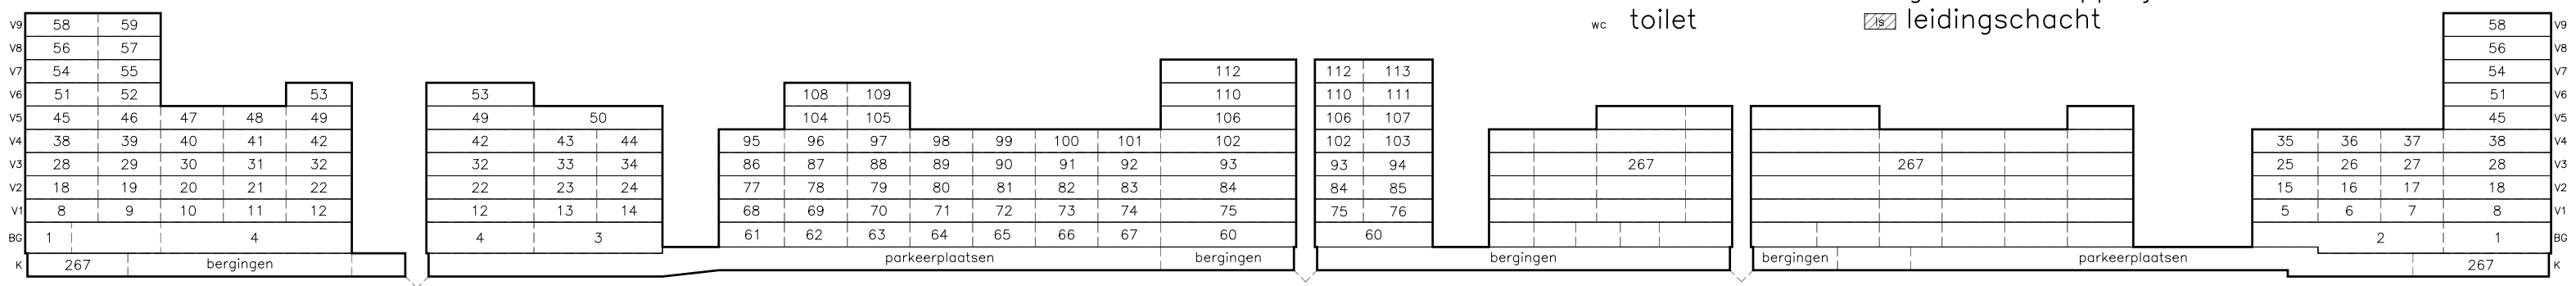 wc toilet ls leidingschacht
V9 58 59 58 V9
V8 56 57 56 V8
V7 54 55 112 112 113 54 V7
V6 51 52 53 53 108 109 110 110 111 51 V6
V5 45 46 47 48 49 49 50 104 105 106 106 107 45 V5
V4 38 39 40 41 42 42 43 44 95 96 97 98 99 100 101 102 102 103 35 36 37 38 V4
V3 28 29 30 31 32 32 33 34 86 87 88 89 90 91 92 93 93 94 267 267 25 26 27 28 V3
V2 18 19 20 21 22 22 23 24 77 78 79 80 81 82 83 84 84 85 15 16 17 18 V2
V1 8 9 10 11 12 12 13 14 68 69 70 71 72 73 74 75 75 76 5 6 7 8 V1
BG 1 4 4 3 61 62 63 64 65 66 67 60 60 2 1 BG
K 267 bergingen parkeerplaatsen bergingen bergingen bergingen parkeerplaatsen 267 K